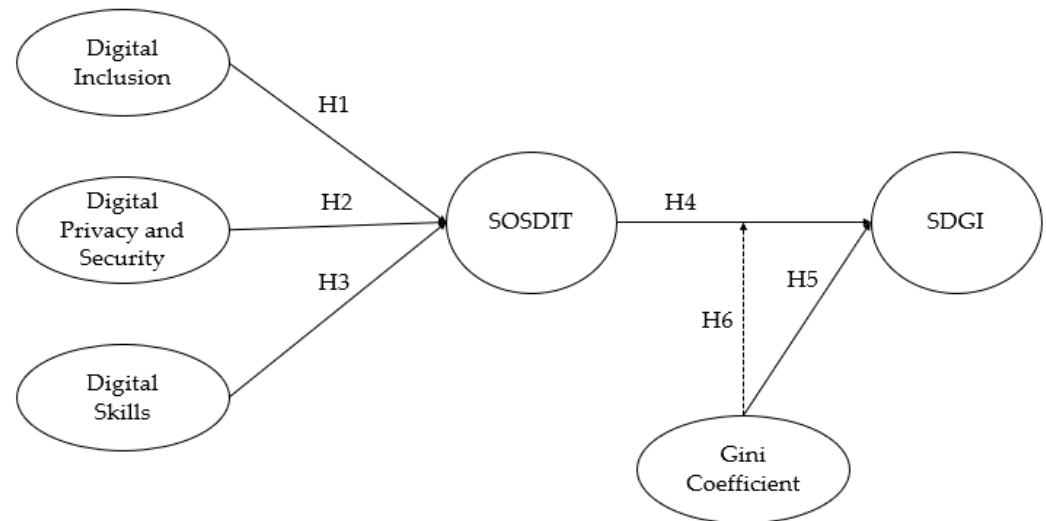 Digital
Inclusion
H1
Digital
Privacy and
Security
H2
Digital
Skills
H3
SOSDIT
H4
SDGI
H5
H6
Gini
Coefficient